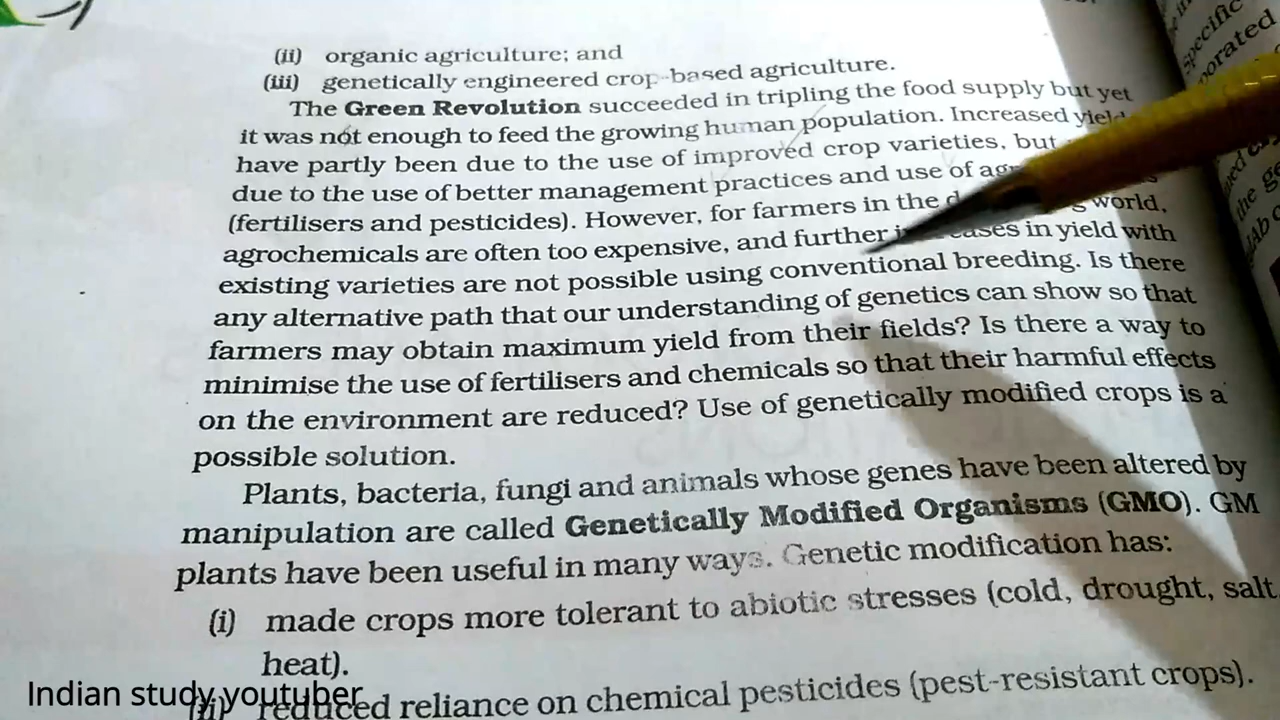 (ii) organic agriculture; and
(iii) genetically engineered crop-based agriculture.
The Green Revolution succeeded in tripling the food supply but yet
it was not enough to feed the growing human population. Increased
have partly been due to the use of improved crop varieties, but
due to the use of better management practices and use of
(fertilisers and pesticides). However, for farmers in the world,
agrochemicals are often too expensive, and further in yield with
existing varieties are not possible using conventional breeding. Is there
any alternative path that our understanding of genetics can show so that
farmers may obtain maximum yield from their fields? Is there a way to
minimise the use of fertilisers and chemicals so that their harmful effects
on the environment are reduced? Use of genetically modified crops is a
possible solution.
Plants, bacteria, fungi and animals whose genes have been altered by
manipulation are called Genetically Modified Organisms (GMO). GM
plants have been useful in many ways. Genetic modification has:
(i) made crops more tolerant to abiotic stresses (cold, drought, salt
heat).
(ii) reduced reliance on chemical pesticides (pest-resistant crops).
Indian study youtuber
Specific